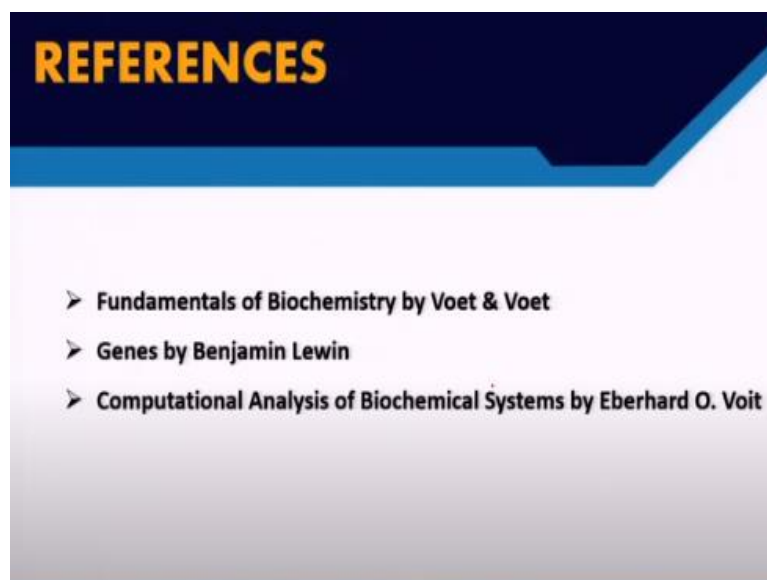 REFERENCES
➤ Fundamentals of Biochemistry by Voet & Voet
➤ Genes by Benjamin Lewin
➤ Computational Analysis of Biochemical Systems by Eberhard O. Voit